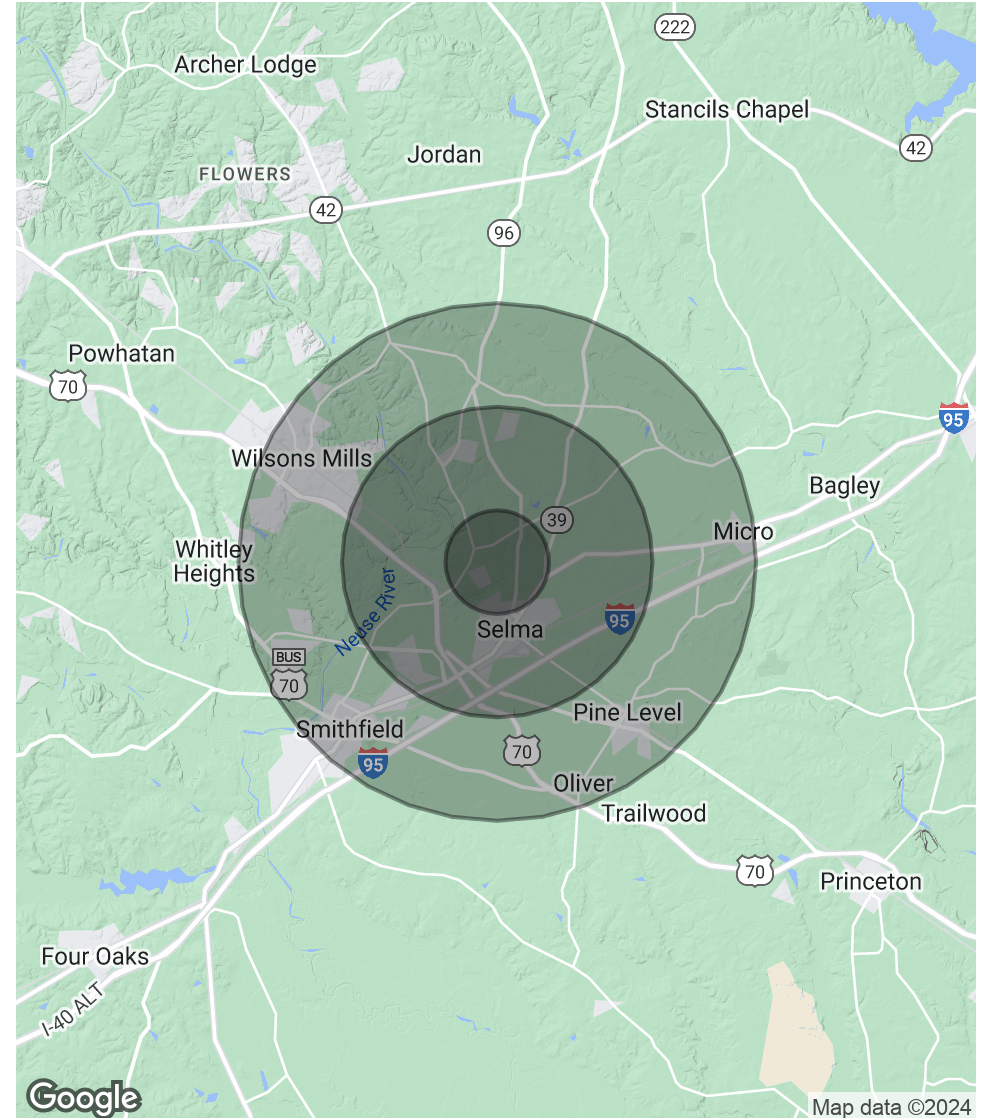 222
Archer Lodge
Stancils Chapel
42
Jordan
FLOWERS
42
96
Powhatan
70
95
Wilsons Mills
Bagley
39
Micro
Whitley
Heights
Neuse River
95
Selma
BUS
70
Pine Level
Smithfield
70
95
Oliver
Trailwood
70
Princeton
Four Oaks
I-40 ALT
Google
Map data ©2024